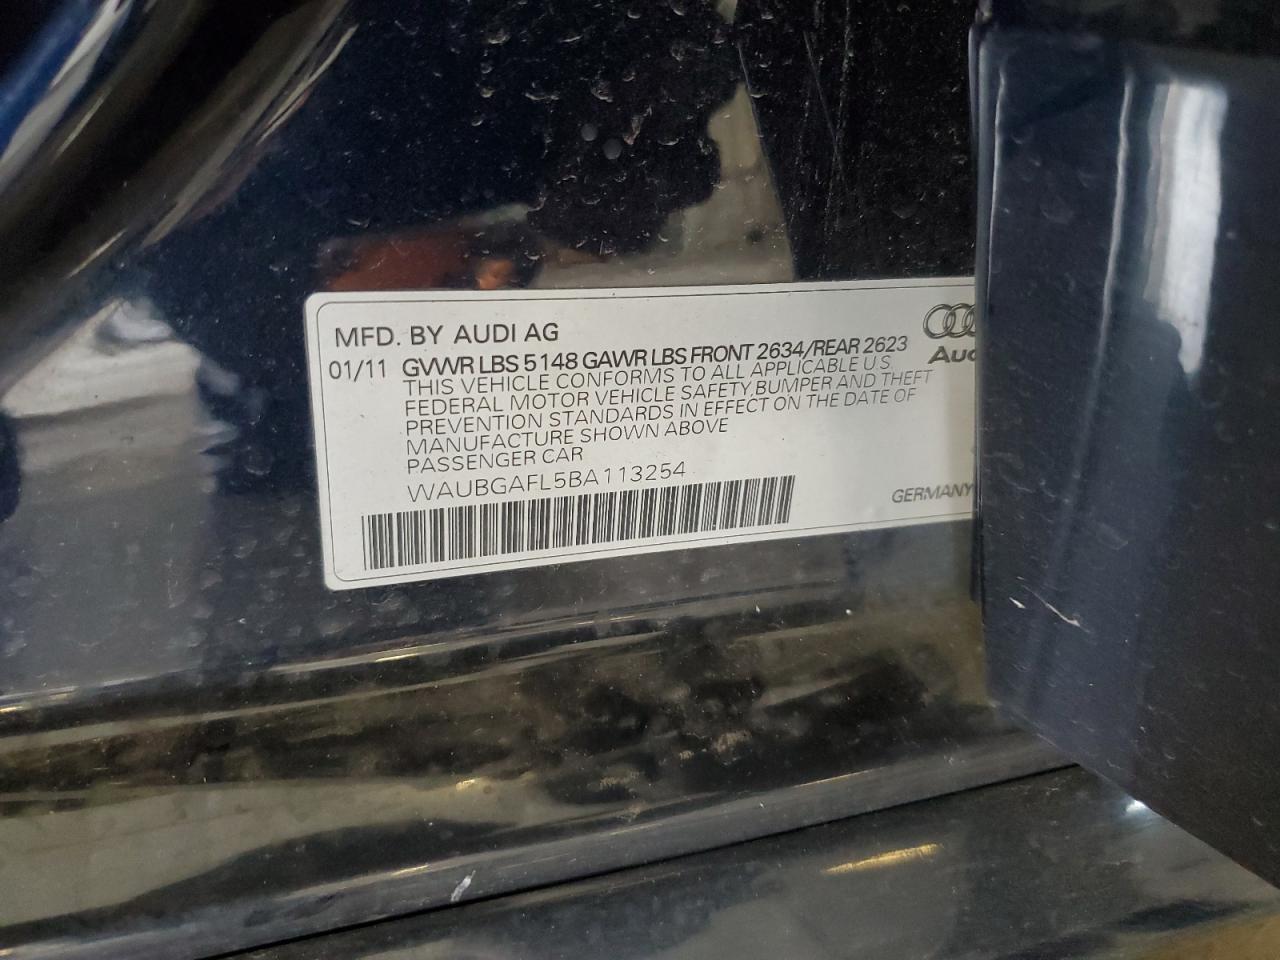 MFD. BY AUDI AG
01/11 GVWR LBS 5148 GAWR LBS FRONT 2634/REAR 2623
THIS VEHICLE CONFORMS TO ALL APPLICABLE U.S
FEDERAL MOTOR VEHICLE SAFETY, BUMPER AND THEFT
PREVENTION STANDARDS IN EFFECT ON THE DATE OF
MANUFACTURE SHOWN ABOVE
PASSENGER CAR
WAUBGAFL5BA113254
GERMANY